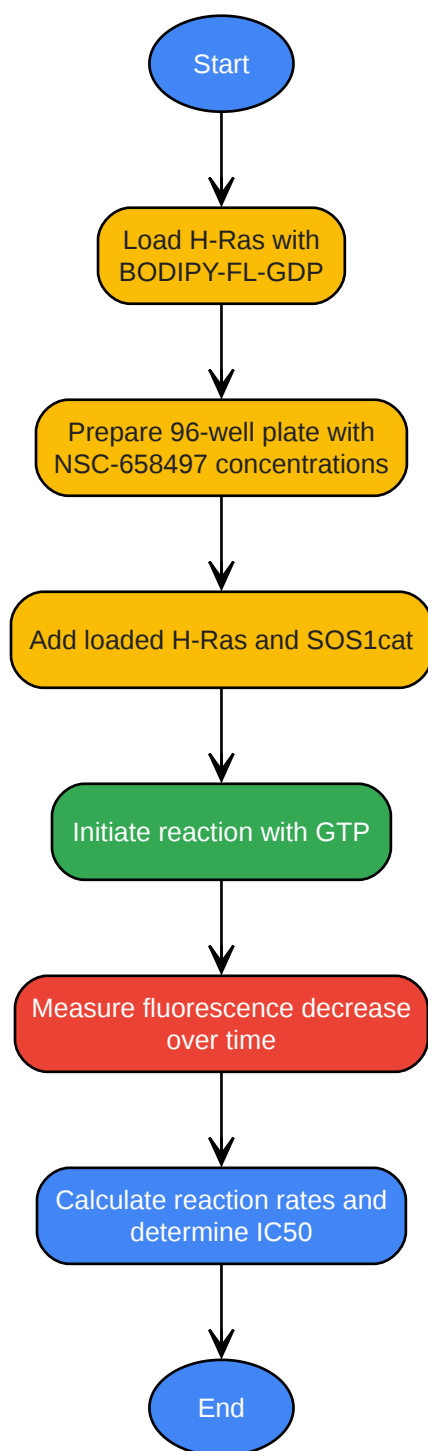 Start
Load H-Ras with
BODIPY-FL-GDP
Prepare 96-well plate with
NSC-658497 concentrations
Add loaded H-Ras and SOS1cat
Initiate reaction with GTP
Measure fluorescence decrease
over time
Calculate reaction rates and
determine IC50
End